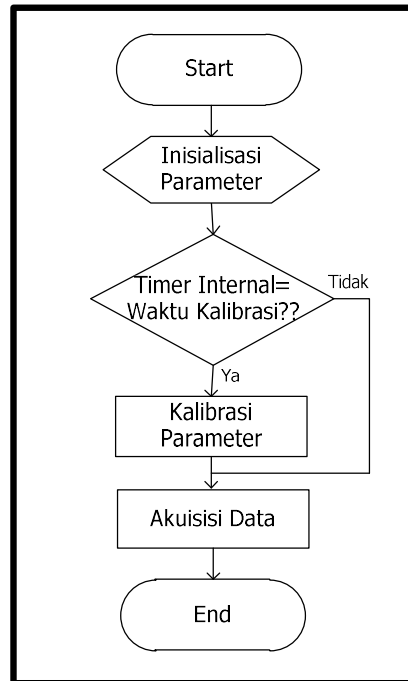 Start
Inisialisasi
Parameter
Timer Internal=
Waktu Kalibrasi??
Tidak
Ya
Kalibrasi
Parameter
Akuisisi Data
End